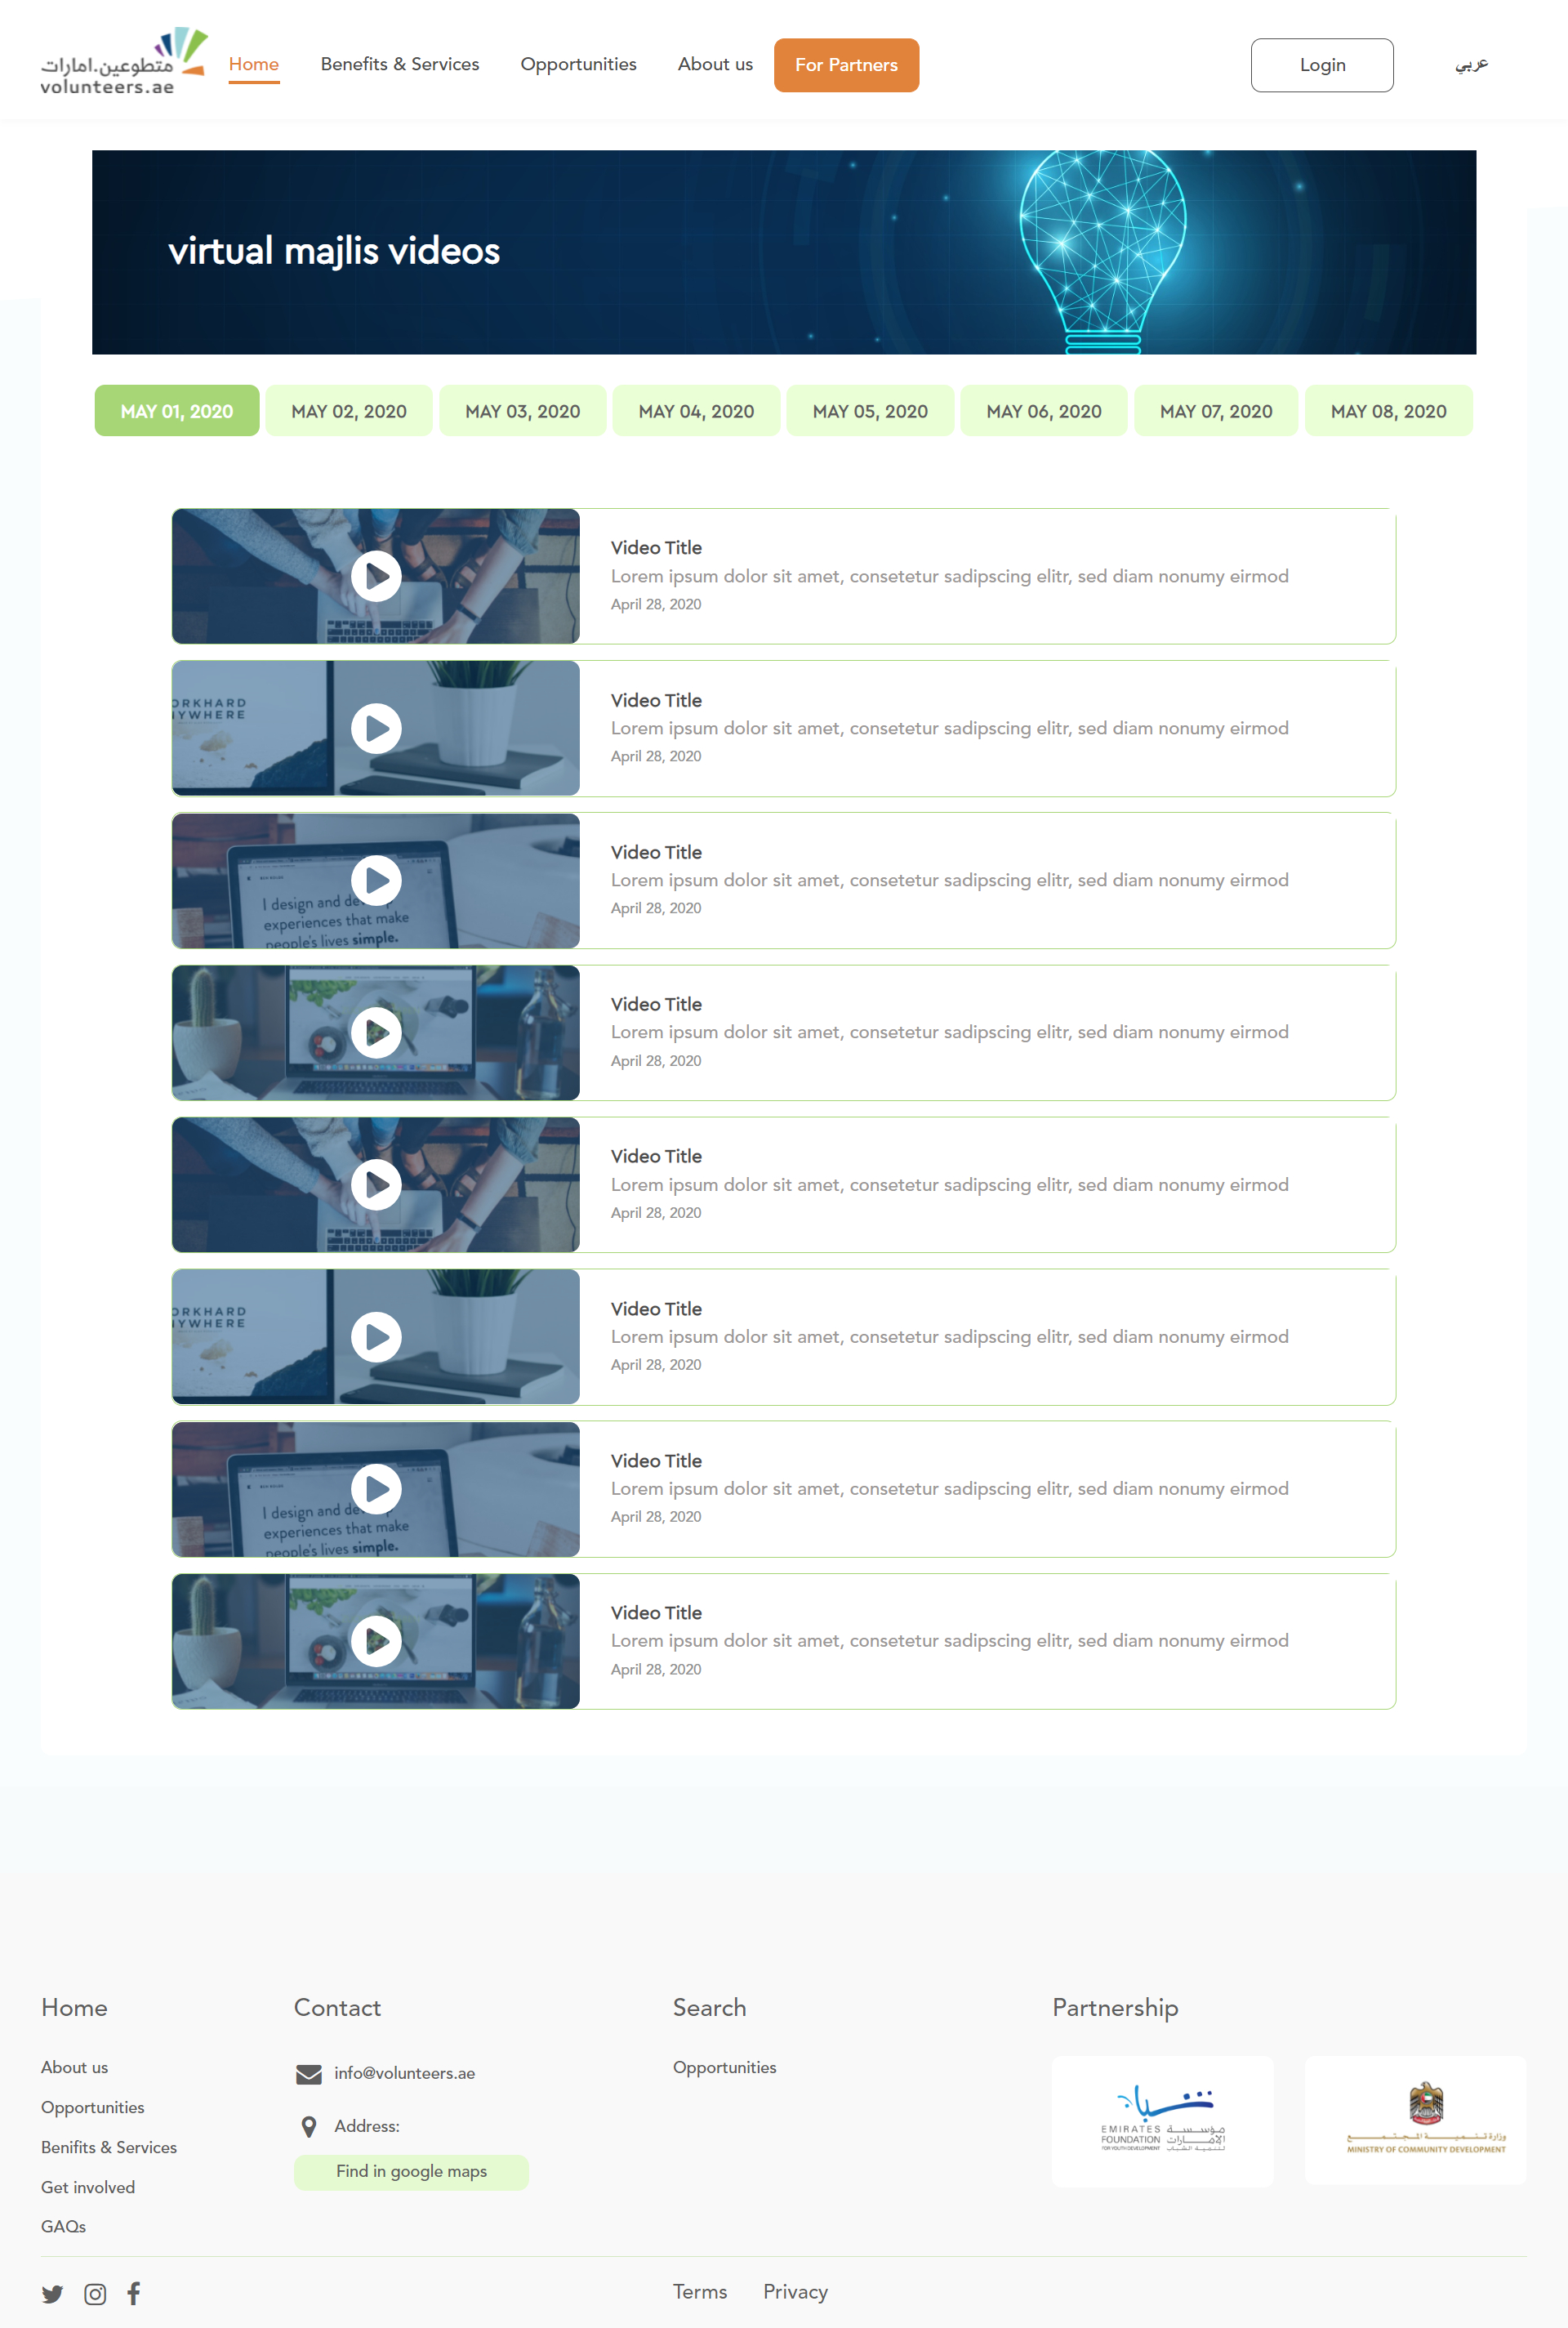 متطوعين.امارات
volunteers.ae
Home
Benefits & Services
Opportunities
About us
For Partners
Login
عربي
virtual majlis videos
MAY 01, 2020
MAY 02, 2020
MAY 03, 2020
MAY 04, 2020
MAY 05, 2020
MAY 06, 2020
MAY 07, 2020
MAY 08, 2020
Video Title
Lorem ipsum dolor sit amet, consetetur sadipscing elitr, sed diam nonumy eirmod
April 28, 2020
ORKHARD
YWHERE
Video Title
Lorem ipsum dolor sit amet, consetetur sadipscing elitr, sed diam nonumy eirmod
April 28, 2020
I design and
experiences that make
people's lives simple.
Video Title
Lorem ipsum dolor sit amet, consetetur sadipscing elitr, sed diam nonumy eirmod
April 28, 2020
Video Title
Lorem ipsum dolor sit amet, consetetur sadipscing elitr, sed diam nonumy eirmod
April 28, 2020
Video Title
Lorem ipsum dolor sit amet, consetetur sadipscing elitr, sed diam nonumy eirmod
April 28, 2020
ORKHARD
YWHERE
Video Title
Lorem ipsum dolor sit amet, consetetur sadipscing elitr, sed diam nonumy eirmod
April 28, 2020
I design and
experiences that make
people's lives simple.
Video Title
Lorem ipsum dolor sit amet, consetetur sadipscing elitr, sed diam nonumy eirmod
April 28, 2020
Video Title
Lorem ipsum dolor sit amet, consetetur sadipscing elitr, sed diam nonumy eirmod
April 28, 2020
Home
About us
Opportunities
Benifits & Services
Get involved
GAQs
Contact
info@volunteers.ae
Address:
Find in google maps
Search
Opportunities
Partnership
EMIRATES
FOUNDATION
FOR YOUTH DEVELOPMENT
مؤسسة
الإمارات
لتنمية الشباب
وزارة تنمية المجتمع
MINISTRY OF COMMUNITY DEVELOPMENT
Terms
Privacy